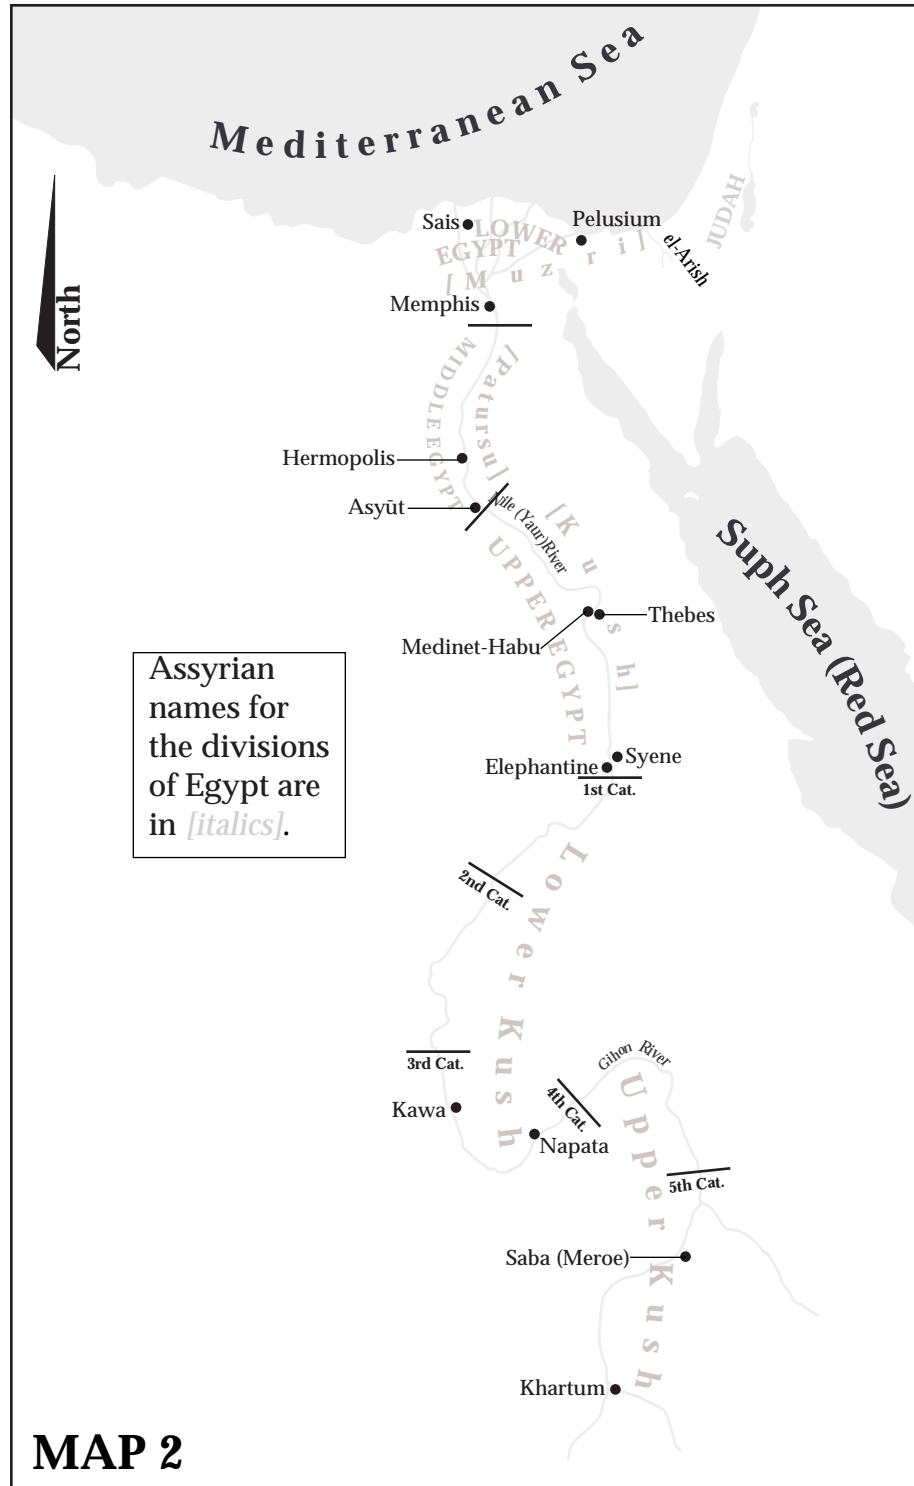 Mediterranean Sea
JUDAH
Sais
Pelusium
LOWER
EGYPT
[Muzri]
el-Arish
North
Memphis
MIDDLE EGYPT
[Patursu]
Hermopolis
Asyūt
Nile (Yaur)River
[Kush]
UPPER EGYPT
Suph Sea (Red Sea)
Thebes
Medinet-Habu
Assyrian
names for
the divisions
of Egypt are
in [italics].
Syene
Elephantine
1st Cat.
Lower Kush
2nd Cat.
3rd Cat.
Gihon River
4th Cat.
Kawa
Napata
Upper Kush
5th Cat.
Saba (Meroe)
Khartum
MAP 2